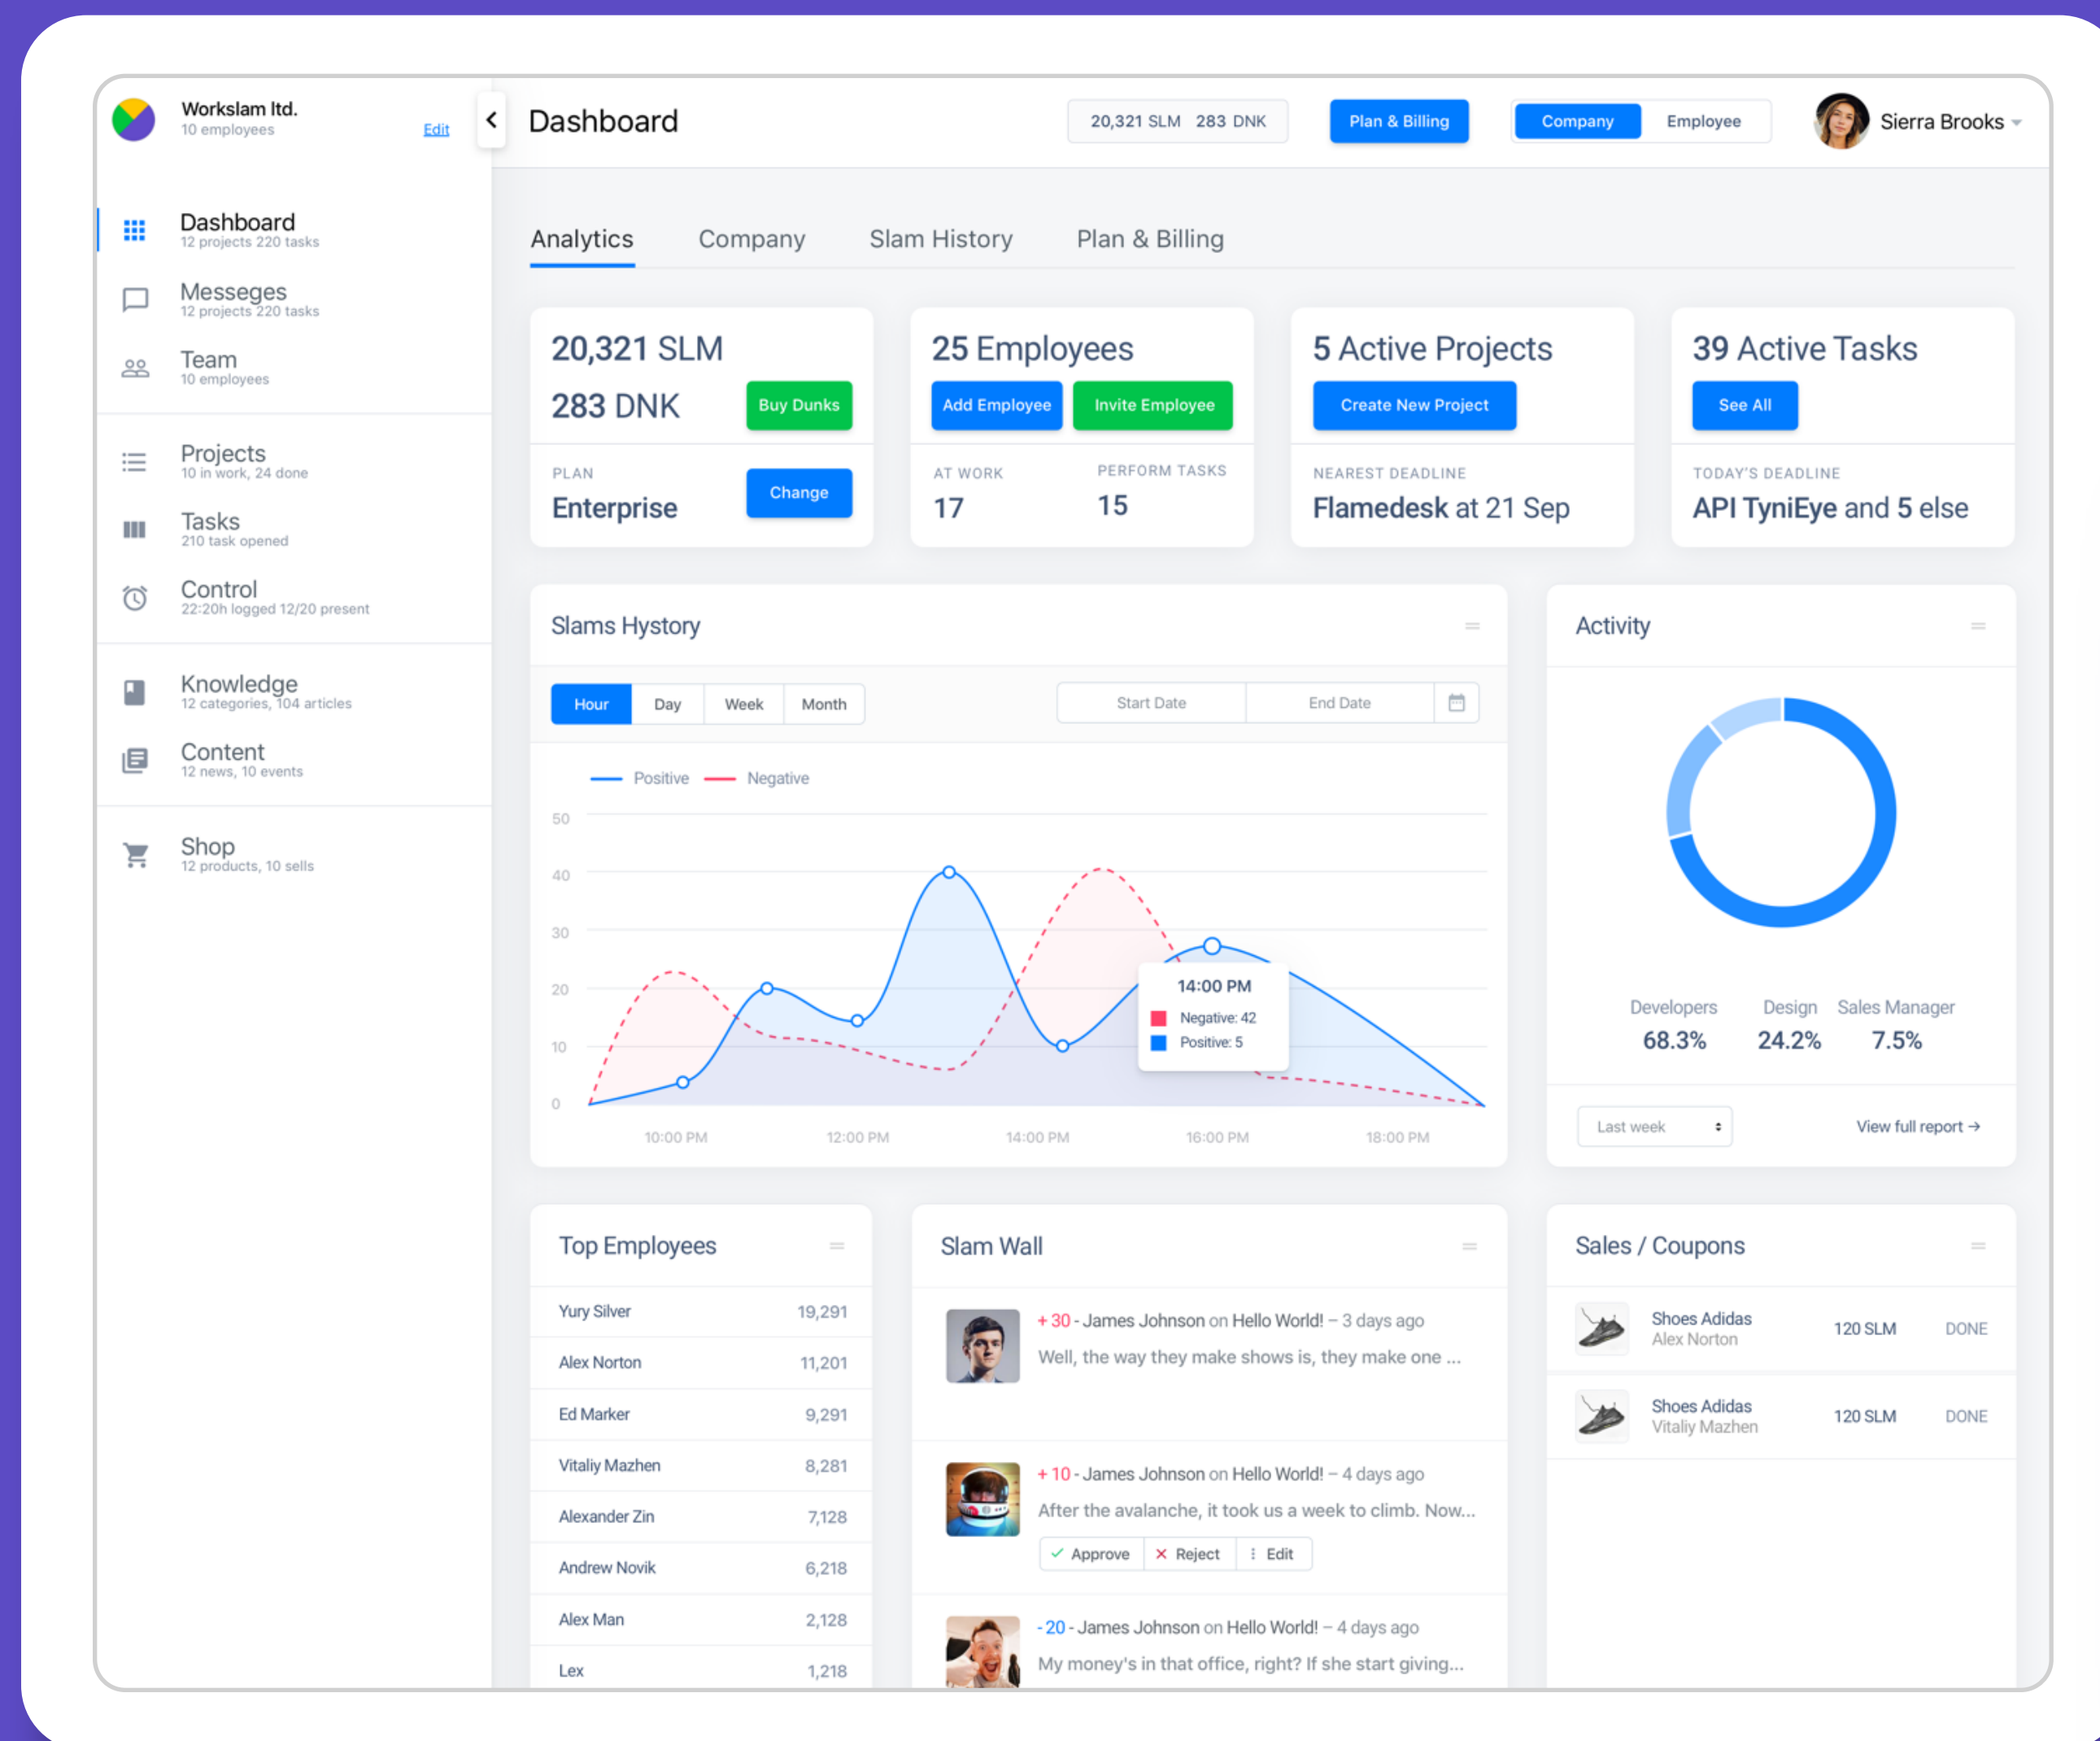 Workslam ltd.
10 employees
Edit
Dashboard
12 projects 220 tasks
Messeges
12 projects 220 tasks
Team
10 employees
Projects
10 in work, 24 done
Tasks
210 task opened
Control
22:20h logged 12/20 present
Knowledge
12 categories, 104 articles
Content
12 news, 10 events
Shop
12 products, 10 sells
Dashboard
20,321 SLM 283 DNK
Plan & Billing
Company Employee
Sierra Brooks
Analytics Company Slam History Plan & Billing
20,321 SLM
283 DNK
Buy Dunks
PLAN
Enterprise
Change
25 Employees
Add Employee Invite Employee
AT WORK
17
PERFORM TASKS
15
5 Active Projects
Create New Project
NEAREST DEADLINE
Flamedesk at 21 Sep
39 Active Tasks
See All
TODAY'S DEADLINE
API TyniEye and 5 else
Slams Hystory
Hour Day Week Month
Start Date End Date
Positive Negative
50
40
30
20
10
0
14:00 PM
Negative: 42
Positive: 5
10:00 PM 12:00 PM 14:00 PM 16:00 PM 18:00 PM
Activity
Developers Design Sales Manager
68.3% 24.2% 7.5%
Last week
View full report →
Top Employees
Yury Silver 19,291
Alex Norton 11,201
Ed Marker 9,291
Vitaliy Mazhen 8,281
Alexander Zin 7,128
Andrew Novik 6,218
Alex Man 2,128
Lex 1,218
Slam Wall
+ 30 - James Johnson on Hello World! – 3 days ago
Well, the way they make shows is, they make one ...
+ 10 - James Johnson on Hello World! – 4 days ago
After the avalanche, it took us a week to climb. Now...
Approve Reject Edit
- 20 - James Johnson on Hello World! – 4 days ago
My money's in that office, right? If she start giving...
Sales / Coupons
Shoes Adidas
Alex Norton
120 SLM DONE
Shoes Adidas
Vitaliy Mazhen
120 SLM DONE